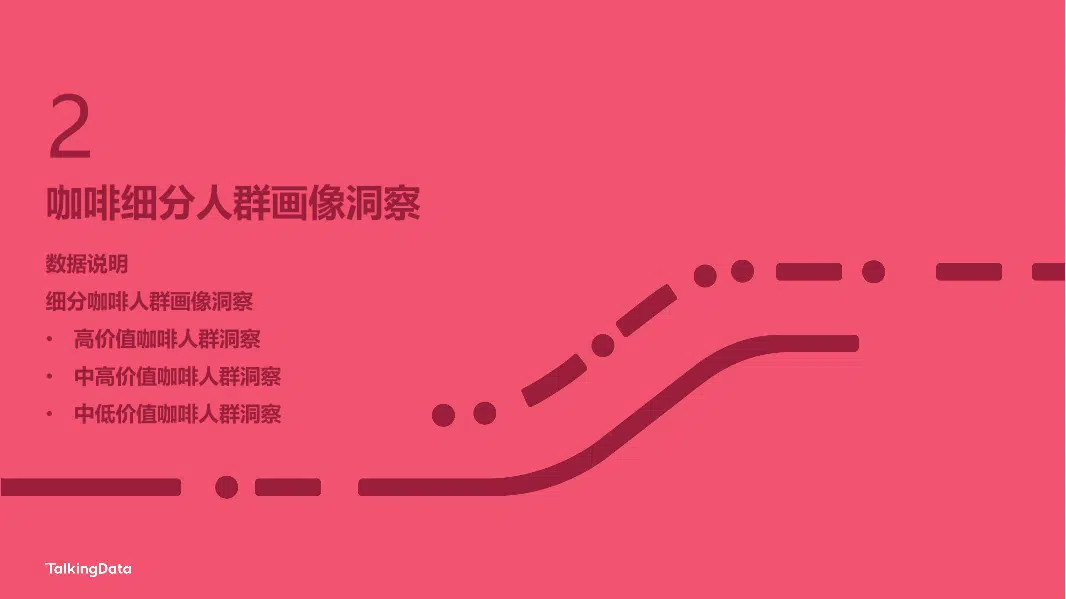 2
咖啡细分人群画像洞察
数据说明
细分咖啡人群画像洞察
• 高价值咖啡人群洞察
• 中高价值咖啡人群洞察
• 中低价值咖啡人群洞察
TalkingData